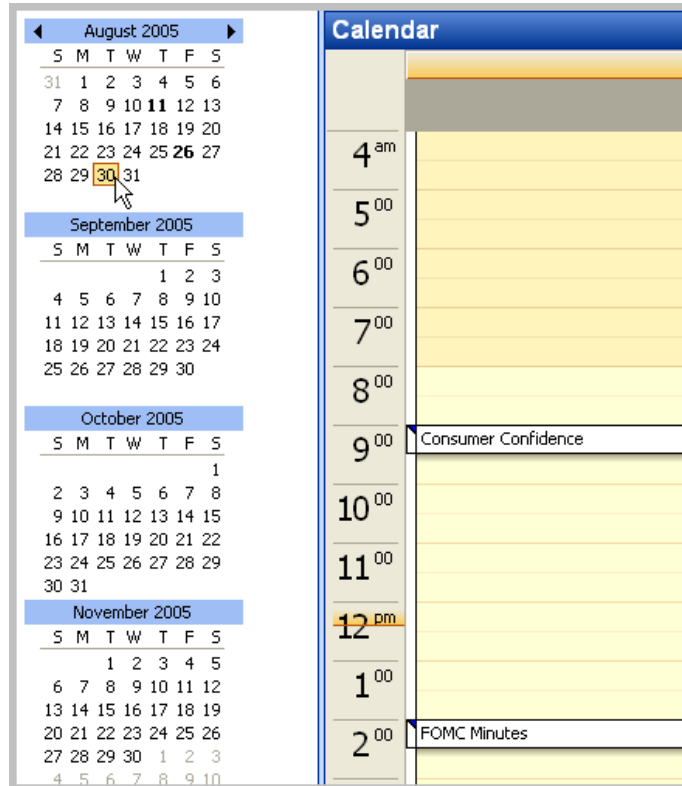 August 2005
S M T W T F S
31 1 2 3 4 5 6
7 8 9 10 11 12 13
14 15 16 17 18 19 20
21 22 23 24 25 26 27
28 29 30 31
September 2005
S M T W T F S
1 2 3
4 5 6 7 8 9 10
11 12 13 14 15 16 17
18 19 20 21 22 23 24
25 26 27 28 29 30
October 2005
S M T W T F S
1
2 3 4 5 6 7 8
9 10 11 12 13 14 15
16 17 18 19 20 21 22
23 24 25 26 27 28 29
30 31
November 2005
S M T W T F S
1 2 3 4 5
6 7 8 9 10 11 12
13 14 15 16 17 18 19
20 21 22 23 24 25 26
27 28 29 30 1 2 3
4 5 6 7 8 9 10
Calendar
4 am
5 00
6 00
7 00
8 00
9 00 Consumer Confidence
10 00
11 00
12 pm
1 00
2 00 FOMC Minutes